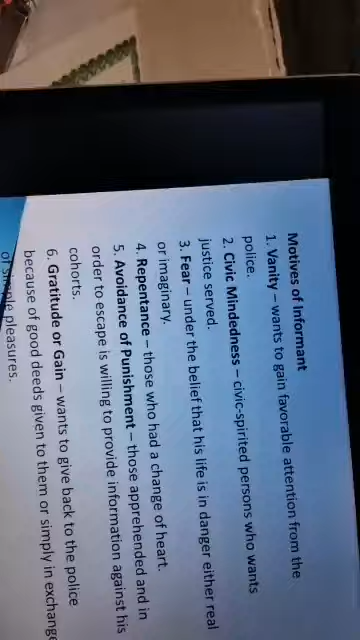 Motives of Informant
1. Vanity – wants to gain favorable attention from the
police.
2. Civic Mindedness – civic-spirited persons who wants
justice served.
3. Fear – under the belief that his life is in danger either real
or imaginary.
4. Repentance – those who had a change of heart.
5. Avoidance of Punishment – those apprehended and in
order to escape is willing to provide information against his
cohorts.
6. Gratitude or Gain – wants to give back to the police
because of good deeds given to them or simply in exchange
of simple pleasures.